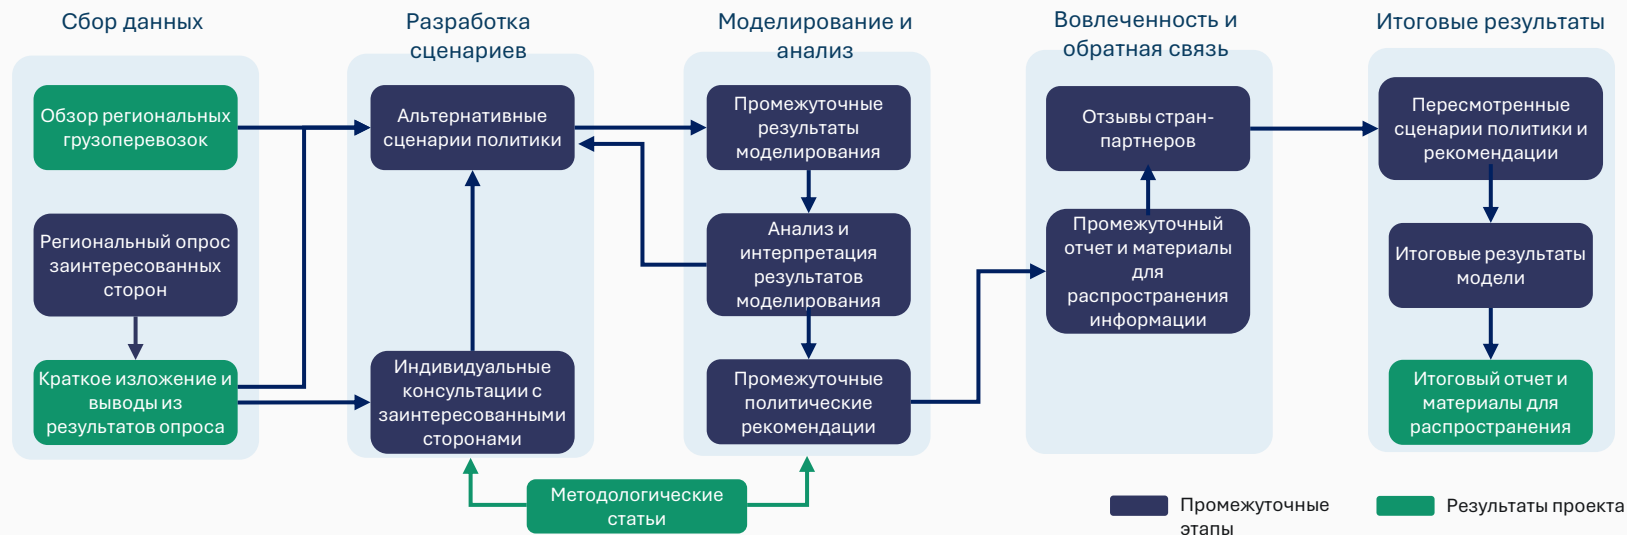 Сбор данных
Обзор региональных
грузоперевозок
Региональный опрос
заинтересованных
сторон
Краткое изложение и
выводы из
результатов опроса
Разработка
сценариев
Альтернативные
сценарии политики
Индивидуальные
консультации с
заинтересованными
сторонами
Моделирование и
анализ
Промежуточные
результаты
моделирования
Анализ и
интерпретация
результатов
моделирования
Промежуточные
политические
рекомендации
Методологические
статьи
Вовлеченность и
обратная связь
Отзывы стран-
партнеров
Промежуточный
отчет и материалы
для
распространения
информации
Итоговые результаты
Пересмотренные
сценарии политики и
рекомендации
Итоговые результаты
модели
Итоговый отчет и
материалы для
распространения
Промежуточные
этапы
Результаты проекта